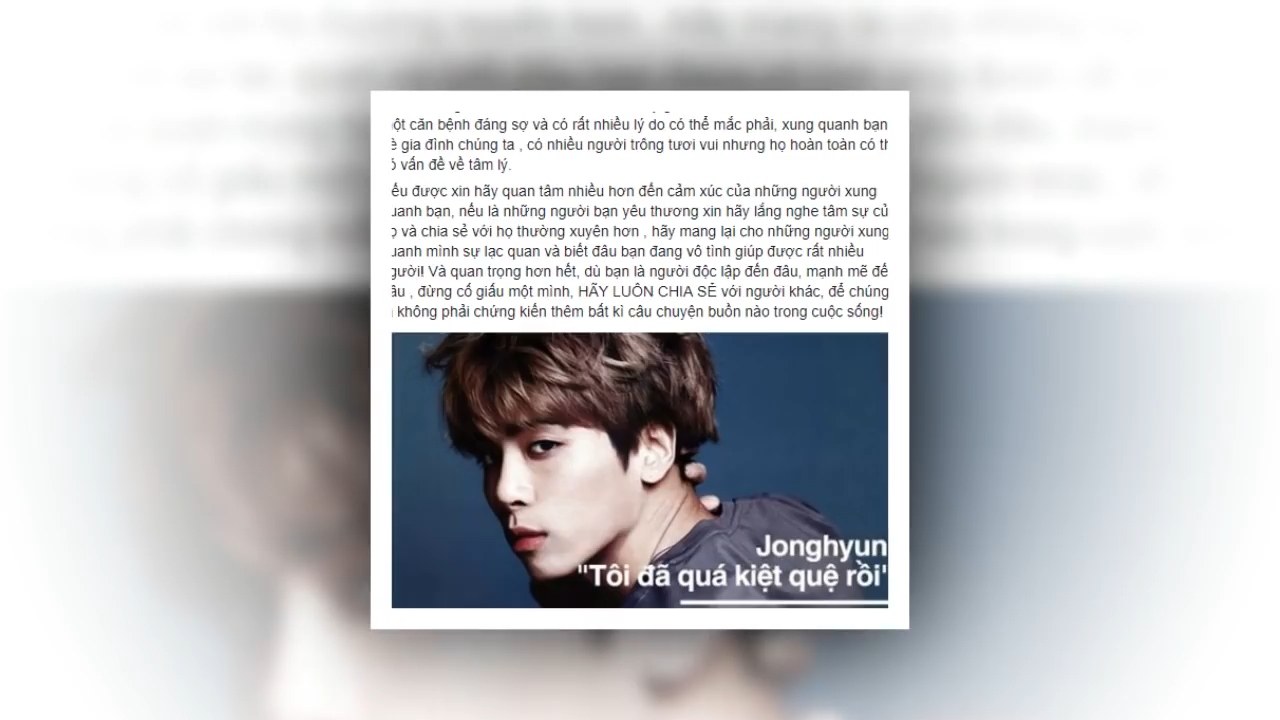 ột căn bệnh đáng sợ và có rất nhiều lý do có thể mắc phải, xung quanh bạn
è gia đình chúng ta , có nhiều người trông tươi vui nhưng họ hoàn toàn có th
ó vấn đề về tâm lý.
ếu được xin hãy quan tâm nhiều hơn đến cảm xúc của những người xung
uanh bạn, nếu là những người bạn yêu thương xin hãy lắng nghe tâm sự củ
ọ và chia sẻ với họ thường xuyên hơn , hãy mang lại cho những người xung
uanh mình sự lạc quan và biết đâu bạn đang vô tình giúp được rất nhiều
gười! Và quan trọng hơn hết, dù bạn là người độc lập đến đâu, mạnh mẽ đế
âu , đừng cố giấu một mình, HÃY LUÔN CHIA SẺ với người khác, để chúng
không phải chứng kiến thêm bất kì câu chuyện buồn nào trong cuộc sống!
Jonghyun
"Tôi đã quá kiệt quệ rồi"